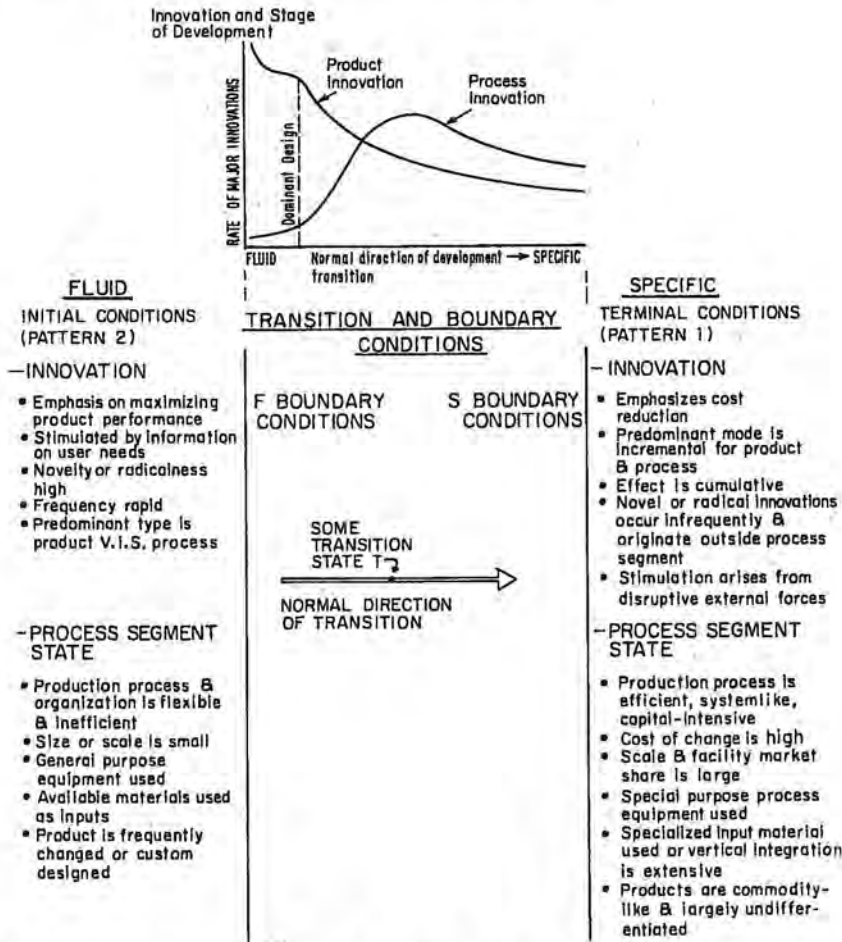 Innovation and Stage
of Development
Product
Innovation
Process
Innovation
RATE OF MAJOR INNOVATIONS
Dominant Design
FLUID
Normal direction of development → SPECIFIC
transition
FLUID
INITIAL CONDITIONS
(PATTERN 2)
—INNOVATION
• Emphasis on maximizing
product performance
• Stimulated by information
on user needs
• Novelty or radicalness
high
• Frequency rapid
• Predominant type is
product V.I.S. process
-PROCESS SEGMENT
STATE
• Production process &
organization is flexible
& inefficient
• Size or scale is small
• General purpose
equipment used
• Available materials used
as inputs
• Product is frequently
changed or custom
designed
TRANSITION AND BOUNDARY
CONDITIONS
F BOUNDARY
CONDITIONS
S BOUNDARY
CONDITIONS
SOME
TRANSITION
STATE T
NORMAL DIRECTION
OF TRANSITION
SPECIFIC
TERMINAL CONDITIONS
(PATTERN 1)
— INNOVATION
• Emphasizes cost
reduction
• Predominant mode is
incremental for product
& process
• Effect is cumulative
• Novel or radical innovations
occur infrequently &
originate outside process
segment
• Stimulation arises from
disruptive external forces
—PROCESS SEGMENT
STATE
• Production process is
efficient, systemlike,
capital-intensive
• Cost of change is high
• Scale & facility market
share is large
• Special purpose process
equipment used
• Specialized input material
used or vertical integration
is extensive
• Products are commodity-
like & largely undiffer-
entiated